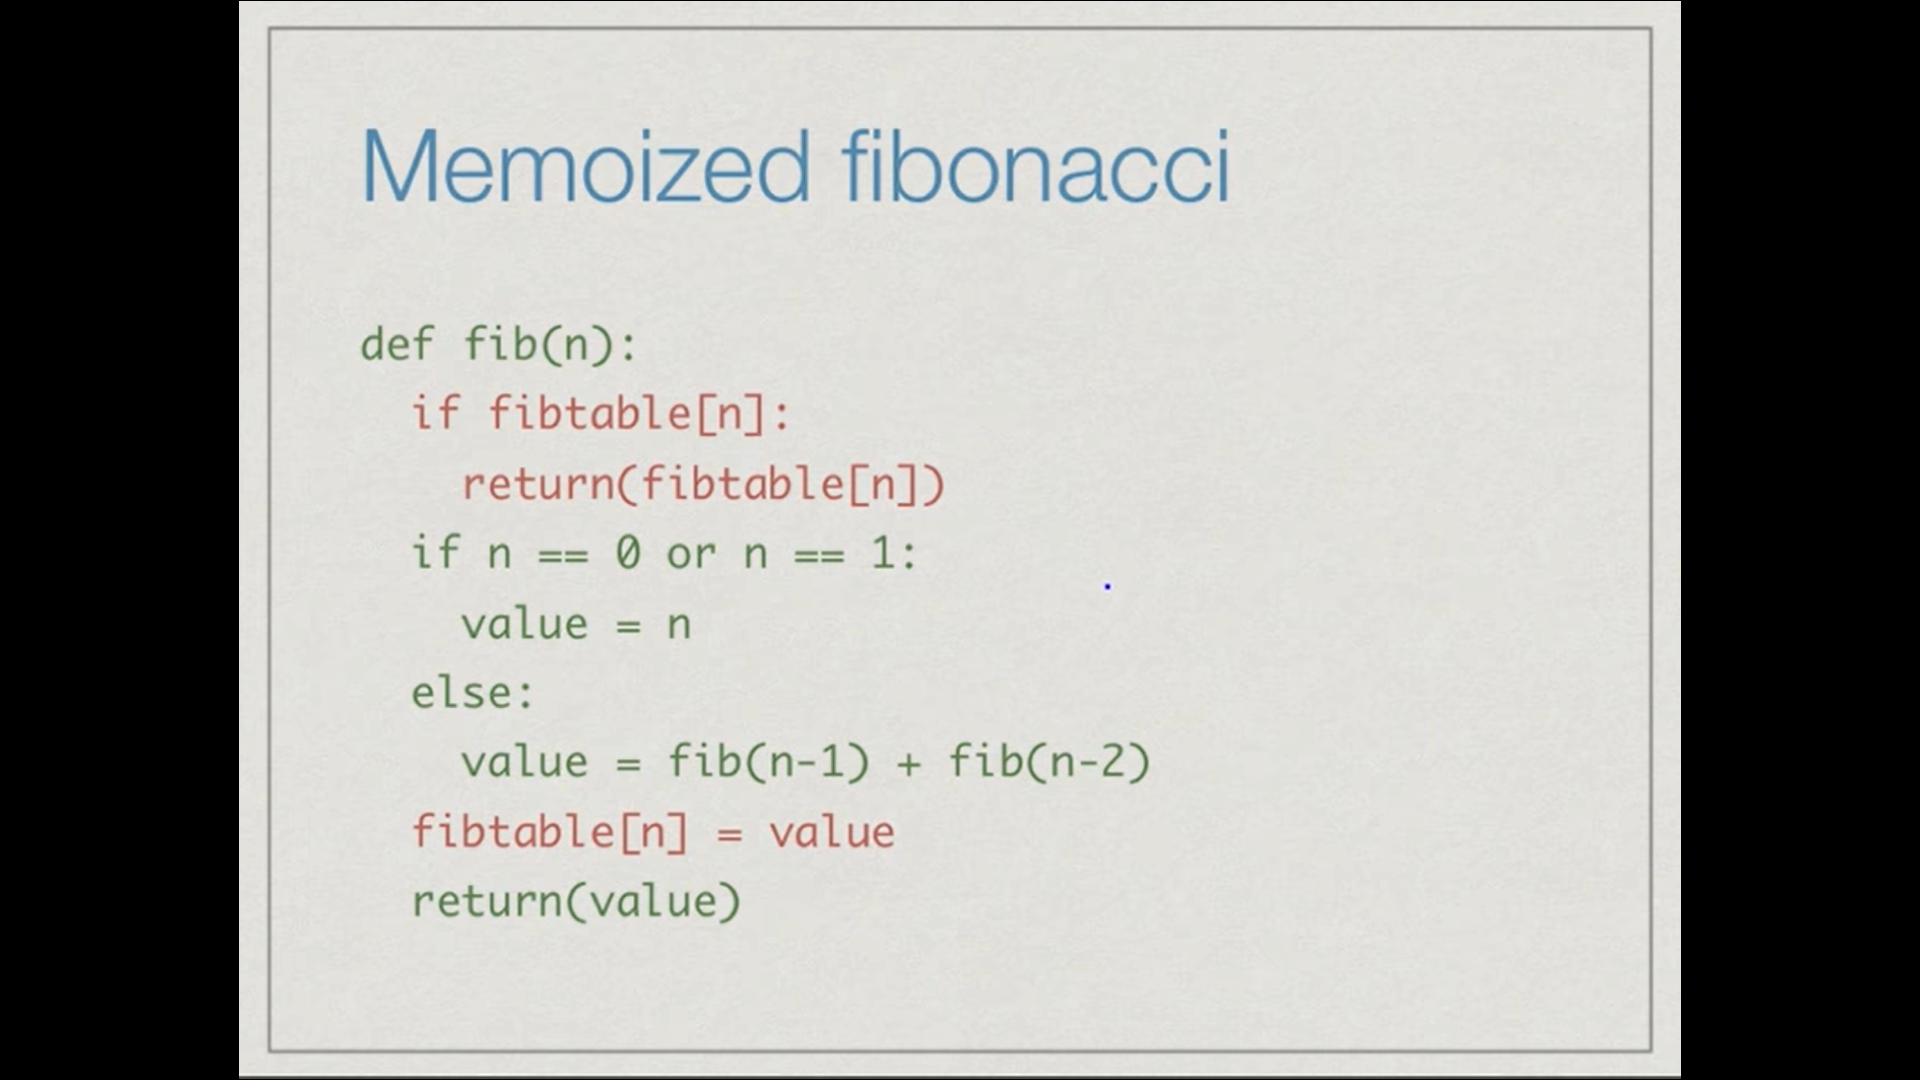 Memoized fibonacci
def fib(n):
  if fibtable[n]:
    return(fibtable[n])
  if n == 0 or n == 1:
    value = n
  else:
    value = fib(n-1) + fib(n-2)
  fibtable[n] = value
  return(value)